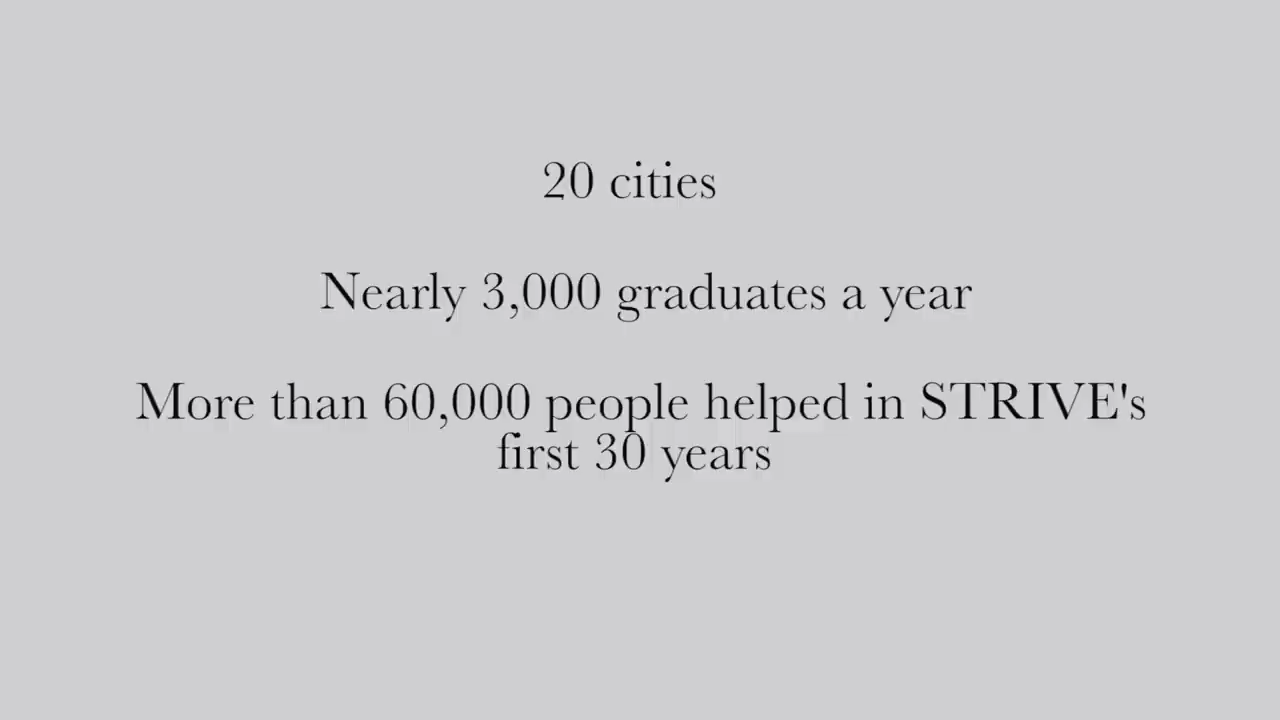 20 cities
Nearly 3,000 graduates a year
More than 60,000 people helped in STRIVE's
first 30 years